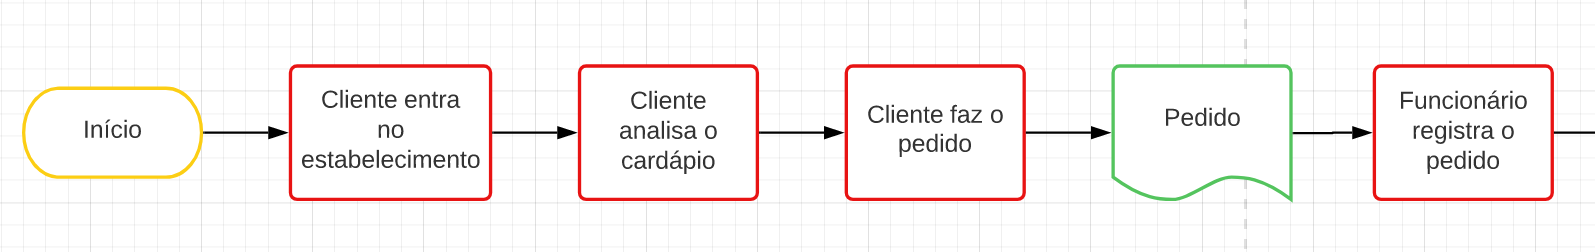 Início
Cliente entra
no
estabelecimento
Cliente
analisa o
cardápio
Cliente faz o
pedido
Pedido
Funcionário
registra o
pedido